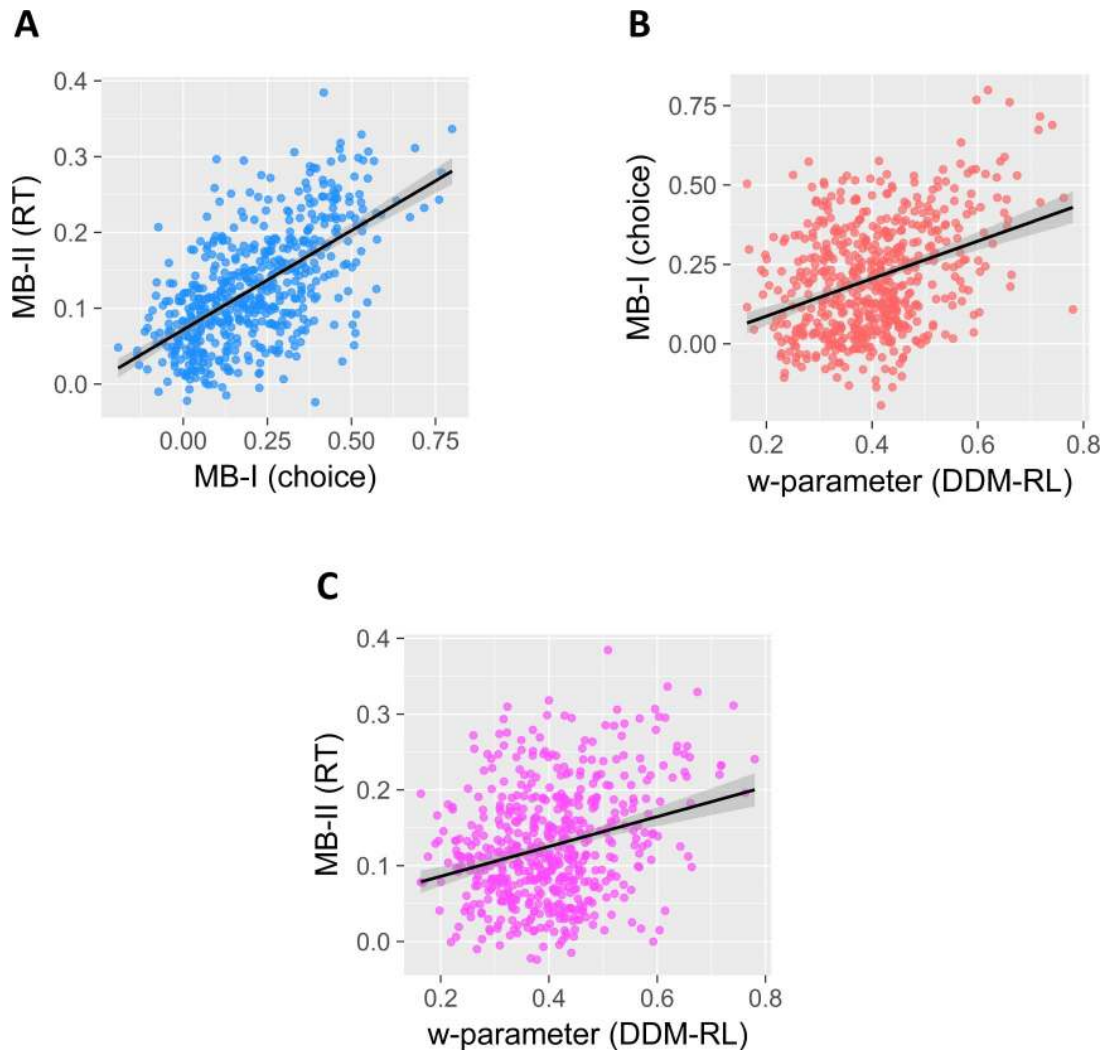 A
0.4
0.3
0.2
0.1
0.0
MB-II (RT)
0.00 0.25 0.50 0.75
MB-I (choice)
B
0.75
0.50
0.25
0.00
MB-I (choice)
0.2 0.4 0.6 0.8
w-parameter (DDM-RL)
C
0.4
0.3
0.2
0.1
0.0
MB-II (RT)
0.2 0.4 0.6 0.8
w-parameter (DDM-RL)